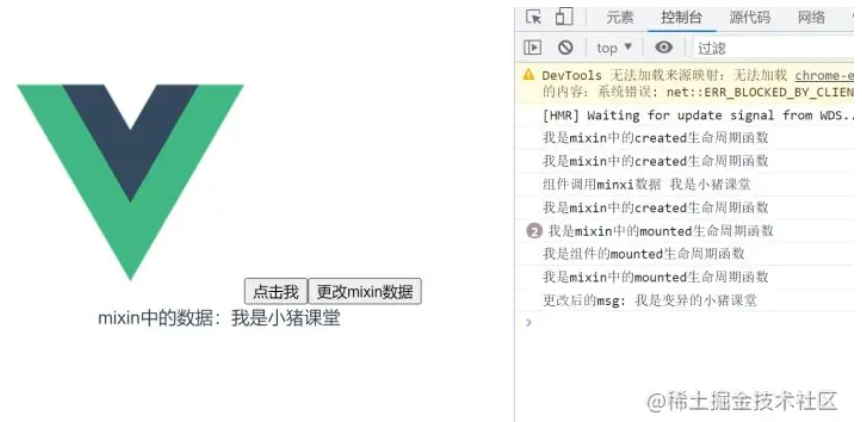 元素 控制台 源代码 网络
top ▼ 过滤
DevTools 无法加载来源映射：无法加载 chrome-e
的内容：系统错误: net::ERR_BLOCKED_BY_CLIEN
[HMR] Waiting for update signal from WDS..
我是mixin中的created生命周期函数
我是mixin中的created生命周期函数
组件调用minxi数据 我是小猪课堂
我是mixin中的created生命周期函数
2 我是mixin中的mounted生命周期函数
我是组件的mounted生命周期函数
我是mixin中的mounted生命周期函数
更改后的msg: 我是变异的小猪课堂
点击我 更改mixin数据
mixin中的数据：我是小猪课堂
@稀土掘金技术社区